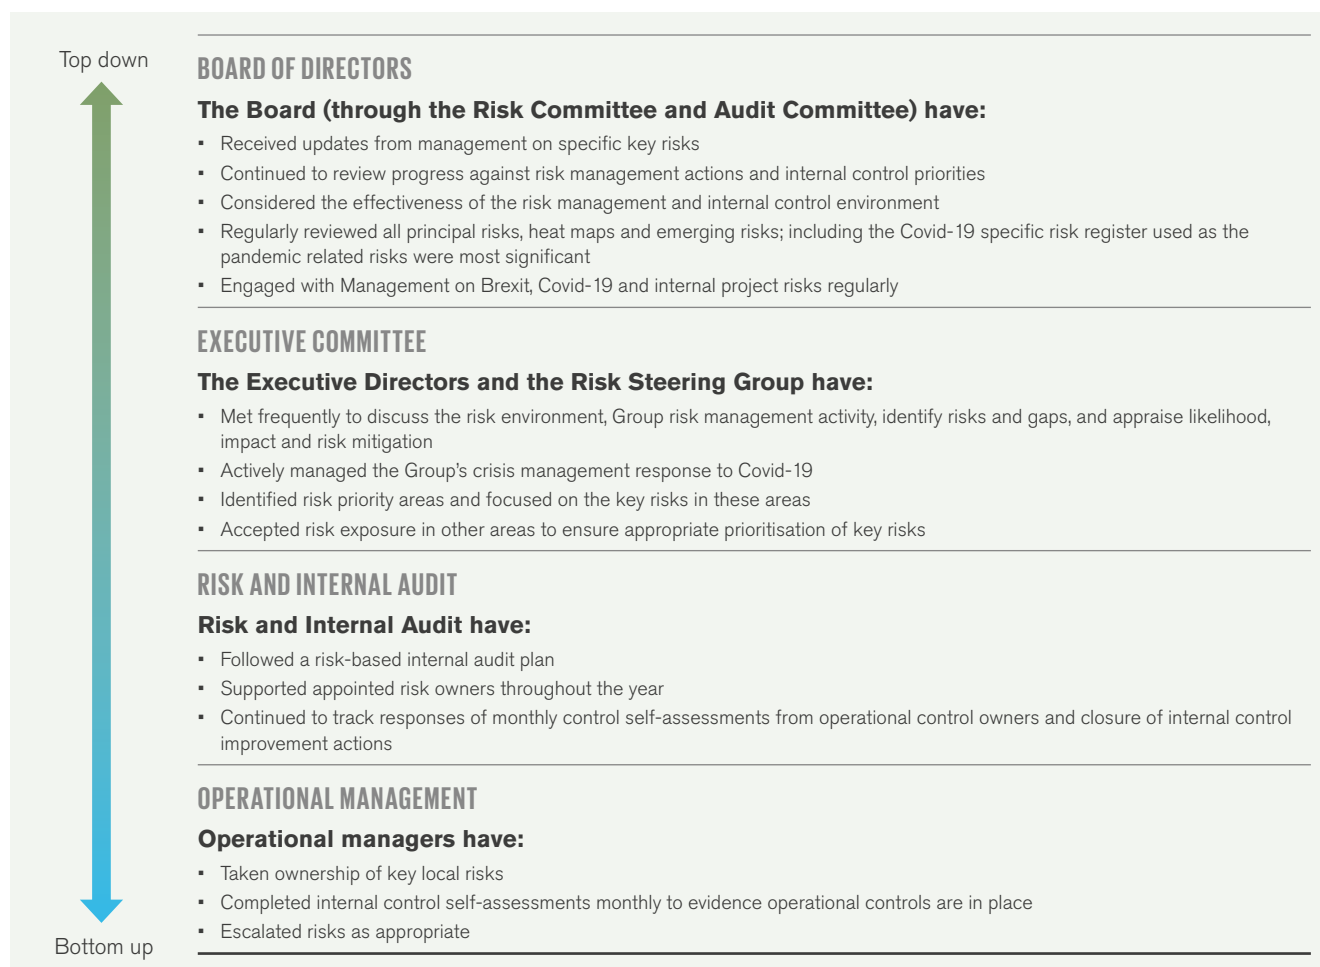 Top down
BOARD OF DIRECTORS
The Board (through the Risk Committee and Audit Committee) have:
▪ Received updates from management on specific key risks
▪ Continued to review progress against risk management actions and internal control priorities
▪ Considered the effectiveness of the risk management and internal control environment
▪ Regularly reviewed all principal risks, heat maps and emerging risks; including the Covid-19 specific risk register used as the
pandemic related risks were most significant
▪ Engaged with Management on Brexit, Covid-19 and internal project risks regularly
EXECUTIVE COMMITTEE
The Executive Directors and the Risk Steering Group have:
▪ Met frequently to discuss the risk environment, Group risk management activity, identify risks and gaps, and appraise likelihood,
impact and risk mitigation
▪ Actively managed the Group’s crisis management response to Covid-19
▪ Identified risk priority areas and focused on the key risks in these areas
▪ Accepted risk exposure in other areas to ensure appropriate prioritisation of key risks
RISK AND INTERNAL AUDIT
Risk and Internal Audit have:
▪ Followed a risk-based internal audit plan
▪ Supported appointed risk owners throughout the year
▪ Continued to track responses of monthly control self-assessments from operational control owners and closure of internal control
improvement actions
OPERATIONAL MANAGEMENT
Operational managers have:
▪ Taken ownership of key local risks
▪ Completed internal control self-assessments monthly to evidence operational controls are in place
▪ Escalated risks as appropriate
Bottom up